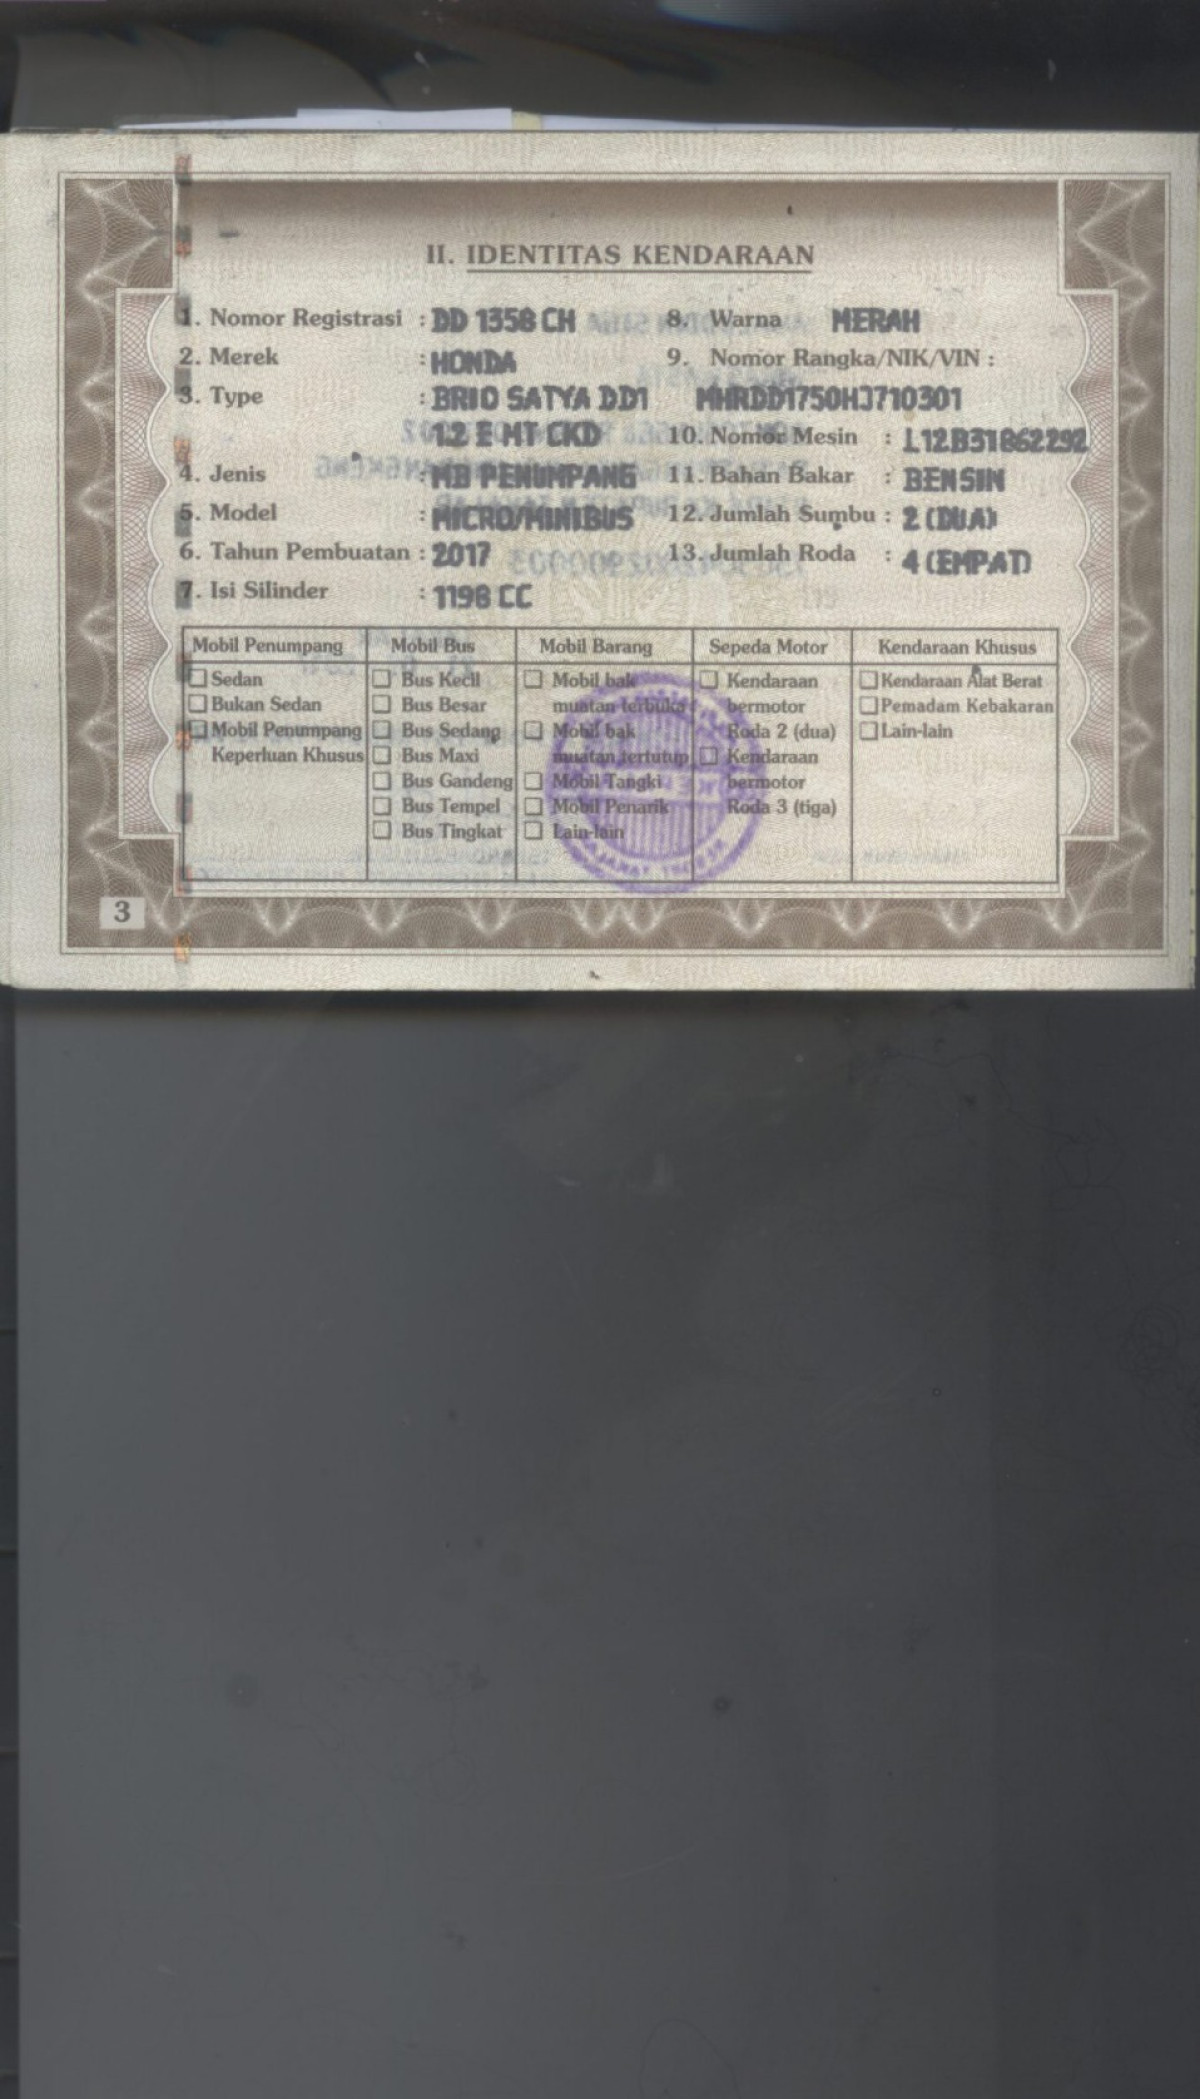 II. IDENTITAS KENDARAAN
1. Nomor Registrasi : DD 1358 CH
2. Merek : HONDA
3. Type : BRIO SATYA DD1
1.2 E MT CKD
4. Jenis : MB PENUMPANG
5. Model : MICRO/MINIBUS
6. Tahun Pembuatan : 2017
7. Isi Silinder : 1198 CC
8. Warna MERAH
9. Nomor Rangka/NIK/VIN :
MHRDD1750HJ710301
10. Nomor Mesin : L12B31862292
11. Bahan Bakar : BENSIN
12. Jumlah Sumbu : 2 (DUA)
13. Jumlah Roda : 4 (EMPAT)
Mobil Penumpang
Sedan
Bukan Sedan
Mobil Penumpang
Keperluan Khusus
Mobil Bus
Bus Kecil
Bus Besar
Bus Sedang
Bus Maxi
Bus Gandeng
Bus Tempel
Bus Tingkat
Mobil Barang
Mobil bak
muatan terbuka
Mobil bak
muatan tertutup
Mobil Tangki
Mobil Penarik
Lain-lain
Sepeda Motor
Kendaraan
bermotor
Roda 2 (dua)
Kendaraan
bermotor
Roda 3 (tiga)
Kendaraan Khusus
Kendaraan Alat Berat
Pemadam Kebakaran
Lain-lain
3